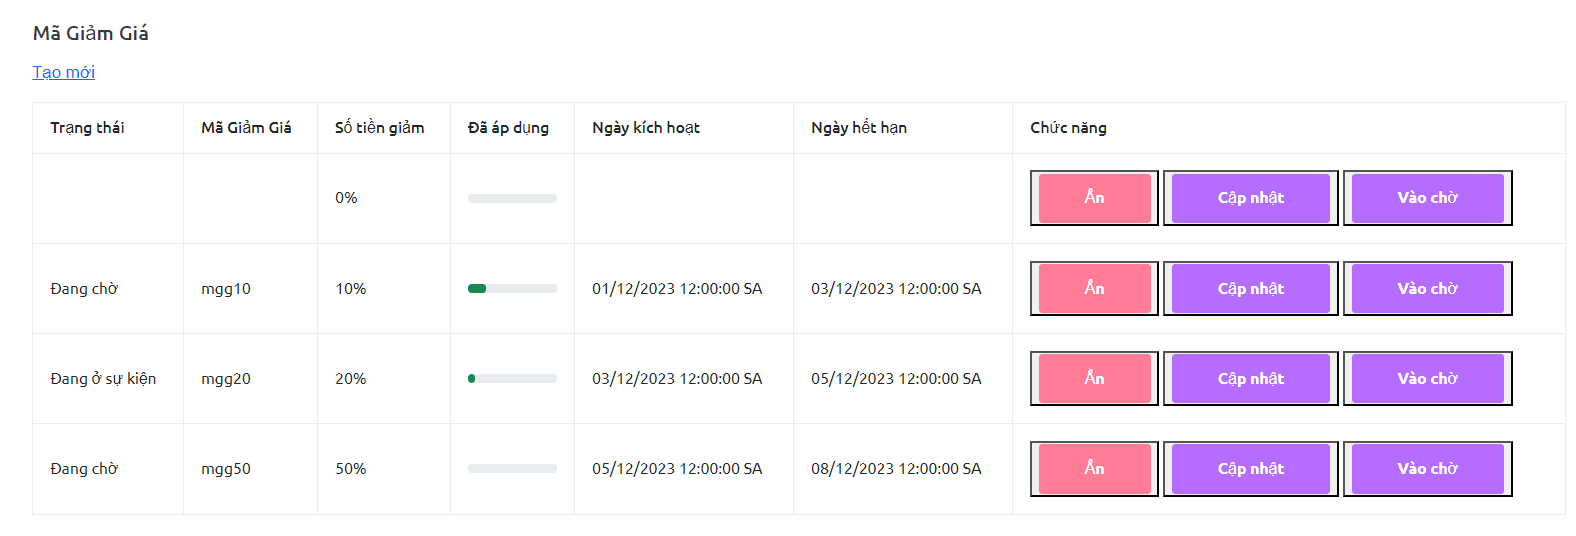 Mã Giảm Giá
Tạo mới
Trạng thái Mã Giảm Giá Số tiền giảm Đã áp dụng Ngày kích hoạt Ngày hết hạn Chức năng
0% Ẩn Cập nhật Vào chờ
Đang chờ mgg10 10% 01/12/2023 12:00:00 SA 03/12/2023 12:00:00 SA Ẩn Cập nhật Vào chờ
Đang ở sự kiện mgg20 20% 03/12/2023 12:00:00 SA 05/12/2023 12:00:00 SA Ẩn Cập nhật Vào chờ
Đang chờ mgg50 50% 05/12/2023 12:00:00 SA 08/12/2023 12:00:00 SA Ẩn Cập nhật Vào chờ